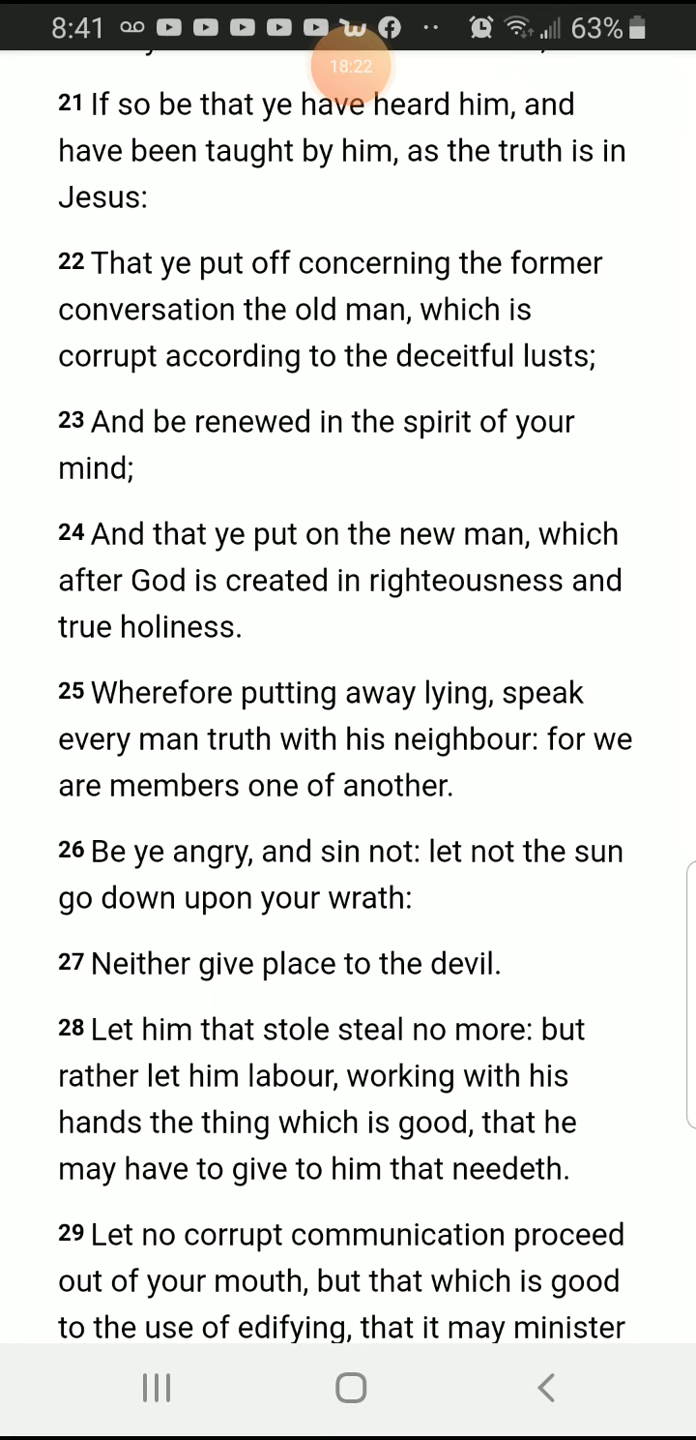 8:41
63%
18:22
21 If so be that ye have heard him, and
have been taught by him, as the truth is in
Jesus:
22 That ye put off concerning the former
conversation the old man, which is
corrupt according to the deceitful lusts;
23 And be renewed in the spirit of your
mind;
24 And that ye put on the new man, which
after God is created in righteousness and
true holiness.
25 Wherefore putting away lying, speak
every man truth with his neighbour: for we
are members one of another.
26 Be ye angry, and sin not: let not the sun
go down upon your wrath:
27 Neither give place to the devil.
28 Let him that stole steal no more: but
rather let him labour, working with his
hands the thing which is good, that he
may have to give to him that needeth.
29 Let no corrupt communication proceed
out of your mouth, but that which is good
to the use of edifying, that it may minister